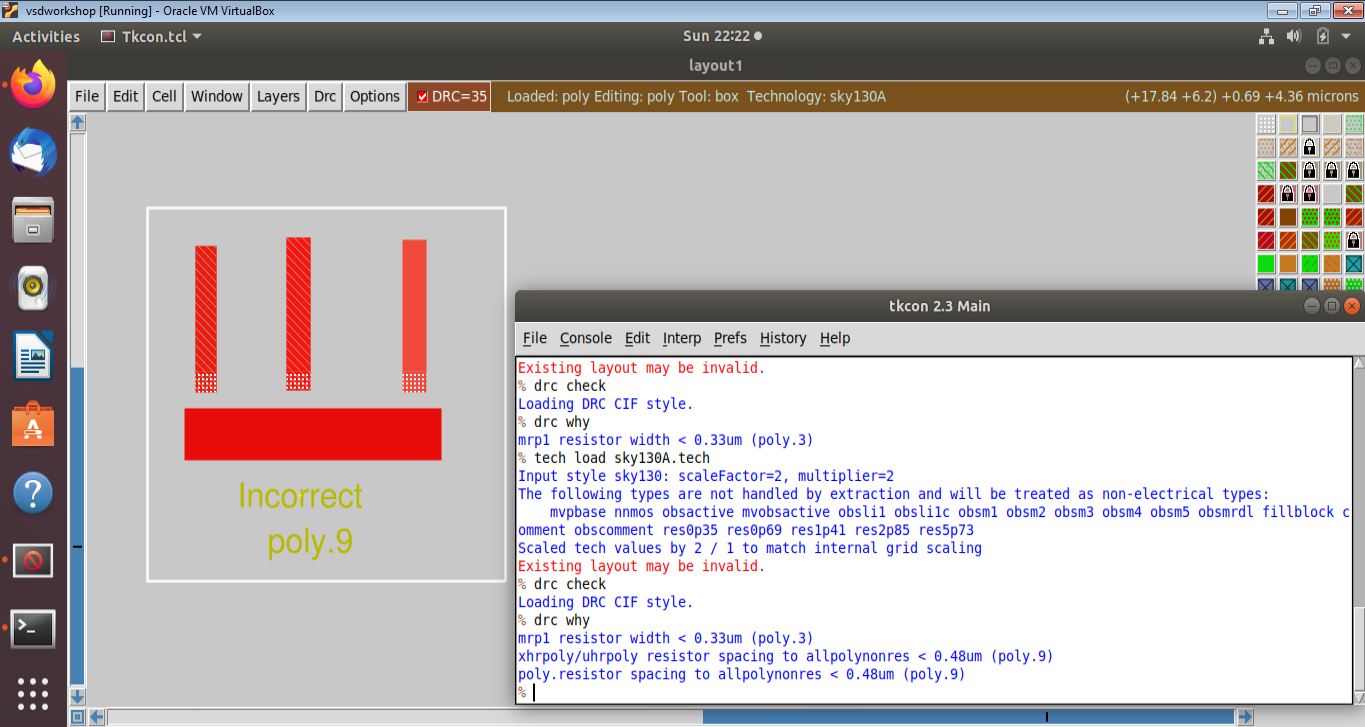 vsdworkshop [Running] - Oracle VM VirtualBox
Activities Tkcon.tcl Sun 22:22
layout1
File Edit Cell Window Layers Drc Options DRC=35 Loaded: poly Editing: poly Tool: box Technology: sky130A (+17.84 +6.2) +0.69 +4.36 microns
Incorrect
poly.9
tkcon 2.3 Main
File Console Edit Interp Prefs History Help
Existing layout may be invalid.
% drc check
Loading DRC CIF style.
% drc why
mrp1 resistor width < 0.33um (poly.3)
% tech load sky130A.tech
Input style sky130: scaleFactor=2, multiplier=2
The following types are not handled by extraction and will be treated as non-electrical types:
mvpbase nnmos obsactive mvobsactive obsli1 obsli1c obsm1 obsm2 obsm3 obsm4 obsm5 obsmrdl fillblock c
omment obscomment res0p35 res0p69 res1p41 res2p85 res5p73
Scaled tech values by 2 / 1 to match internal grid scaling
Existing layout may be invalid.
% drc check
Loading DRC CIF style.
% drc why
mrp1 resistor width < 0.33um (poly.3)
xhrpoly/uhrpoly resistor spacing to allpolynonres < 0.48um (poly.9)
poly.resistor spacing to allpolynonres < 0.48um (poly.9)
%